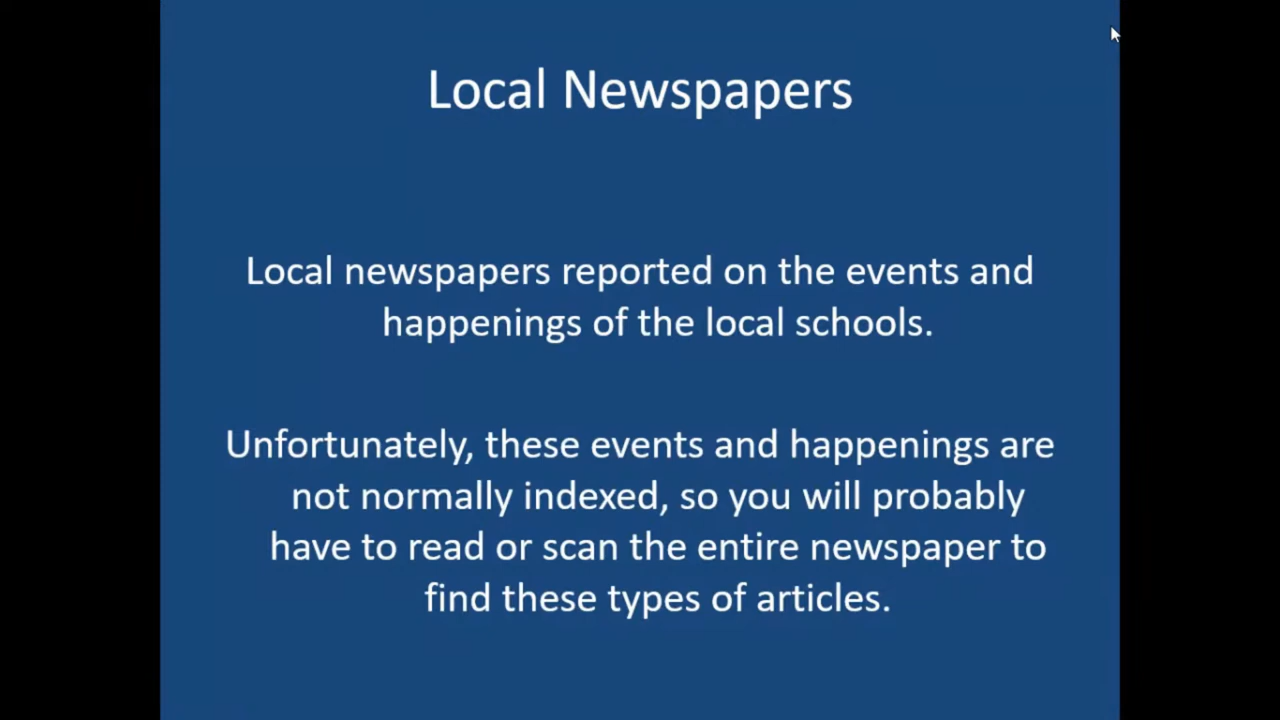 Local Newspapers
Local newspapers reported on the events and
happenings of the local schools.
Unfortunately, these events and happenings are
not normally indexed, so you will probably
have to read or scan the entire newspaper to
find these types of articles.